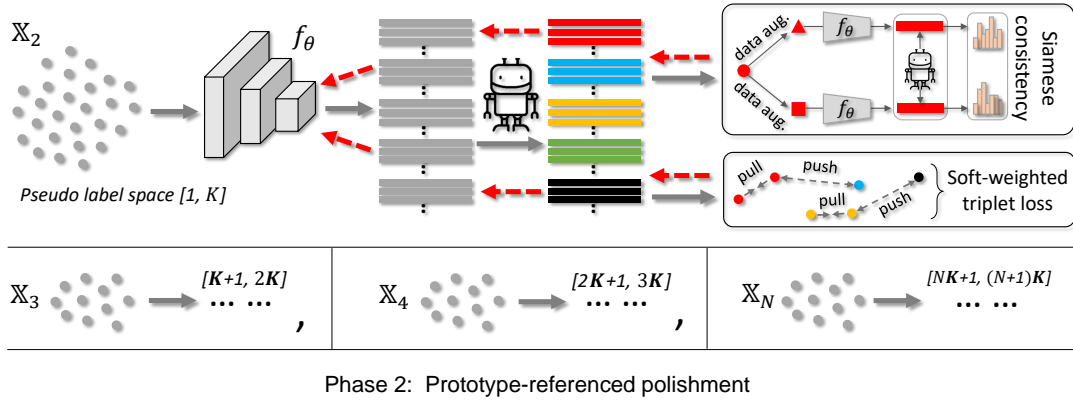 𝕏2
fθ
Pseudo label space [1, K]
data aug.
fθ
data aug.
fθ
Siamese
consistency
pull
push
pull
push
Soft-weighted
triplet loss
𝕏3
[K+1, 2K]
... ...
,
𝕏4
[2K+1, 3K]
... ...
,
𝕏N
[NK+1, (N+1)K]
... ...
Phase 2: Prototype-referenced polishment